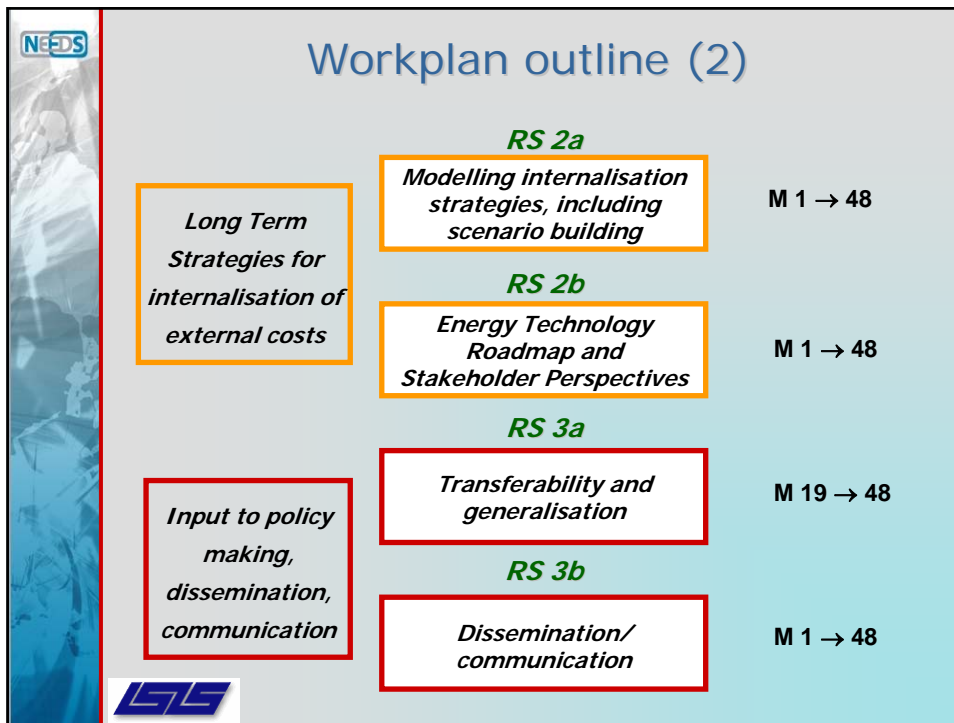 NEEDS
Workplan outline (2)
RS 2a
Modelling internalisation
strategies, including
scenario building
M 1 → 48
Long Term
Strategies for
internalisation of
external costs
RS 2b
Energy Technology
Roadmap and
Stakeholder Perspectives
M 1 → 48
RS 3a
Transferability and
generalisation
M 19 → 48
Input to policy
making,
dissemination,
communication
RS 3b
Dissemination/
communication
M 1 → 48
ISIS